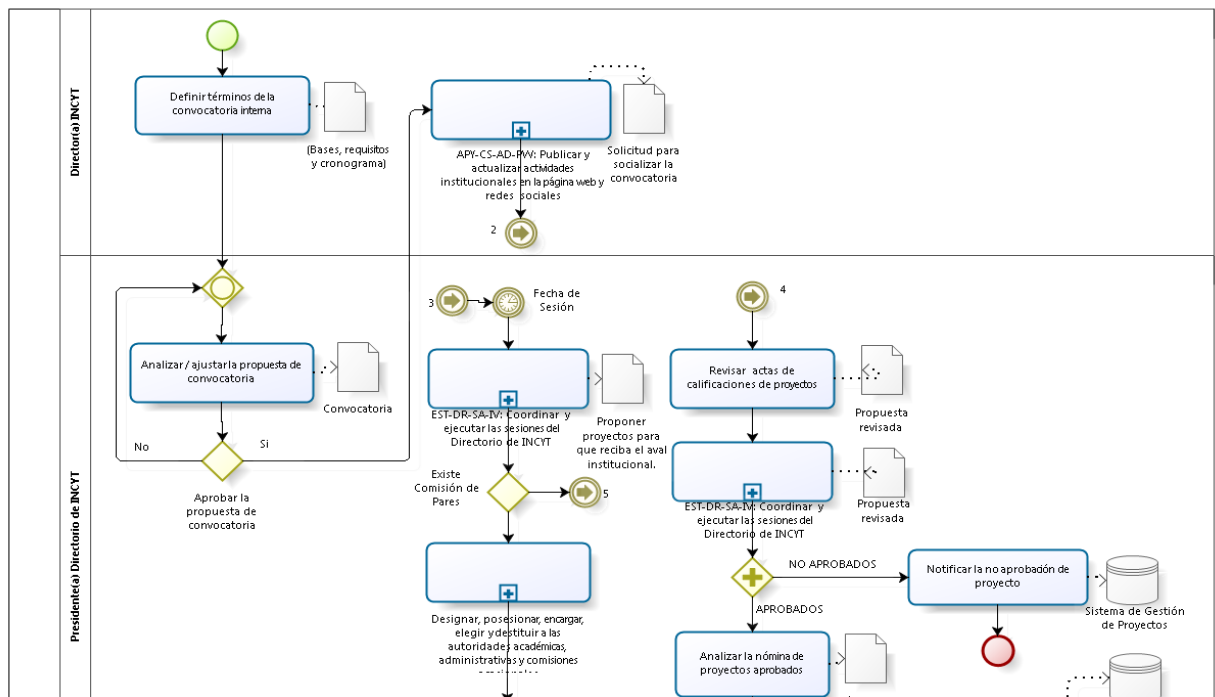 Director(a) INCYT
Definir términos de la
convocatoria interna
(Bases, requisitos
y cronograma)
APY-CS-AD-PW: Publicar y
actualizar actividades
institucionales en la página web y
redes sociales
Solicitud para
socializar la
convocatoria
2
Presidente(a) Directorio de INCYT
Analizar / ajustar la propuesta de
convocatoria
Convocatoria
No
Si
Aprobar la
propuesta de
convocatoria
3
Fecha de
Sesión
EST-DR-SA-IV: Coordinar y
ejecutar las sesiones del
Directorio de INCYT
Proponer
proyectos para
que reciba el aval
institucional.
Existe
Comisión de
Pares
5
Designar, posesionar, encargar,
elegir y destituir a las
autoridades académicas,
administrativas y comisiones
4
Revisar actas de
calificaciones de proyectos
Propuesta
revisada
EST-DR-SA-IV: Coordinar y
ejecutar las sesiones del
Directorio de INCYT
Propuesta
revisada
NO APROBADOS
APROBADOS
Notificar la no aprobación de
proyecto
Sistema de Gestión
de Proyectos
Analizar la nómina de
proyectos aprobados